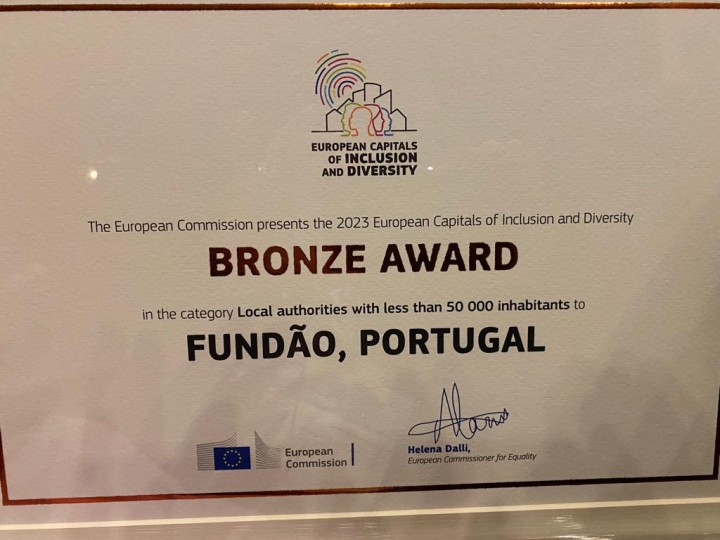 EUROPEAN CAPITALS
OF INCLUSION
AND DIVERSITY
The European Commission presents the 2023 European Capitals of Inclusion and Diversity
BRONZE AWARD
in the category Local authorities with less than 50 000 inhabitants to
FUNDÃO, PORTUGAL
European
Commission
Helena Dalli,
European Commissioner for Equality